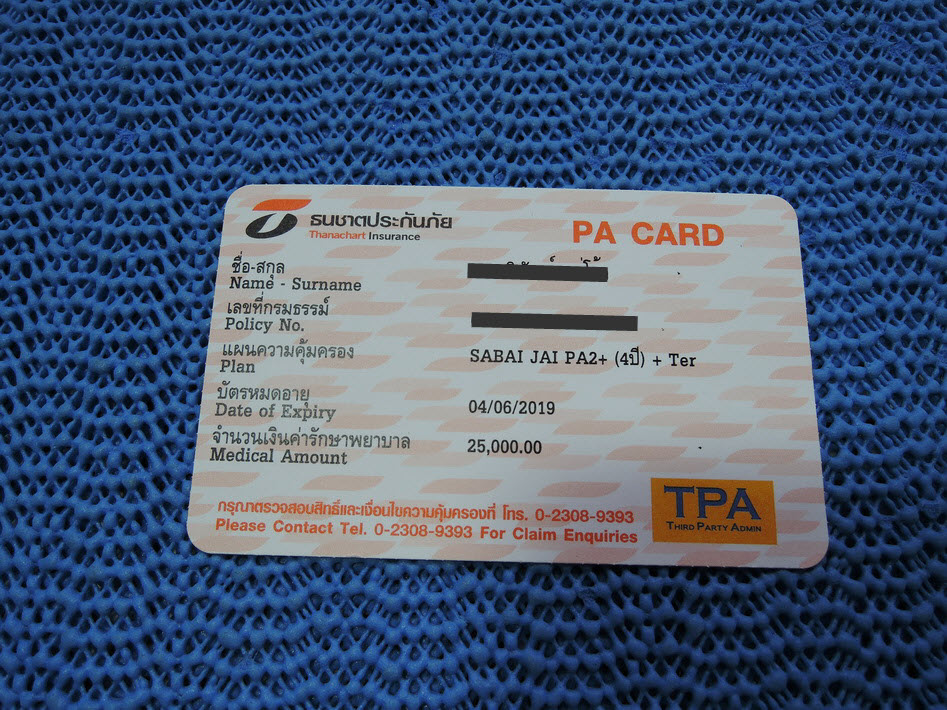 ธนชาตประกันภัย
Thanachart Insurance
PA CARD
ชื่อ-สกุล
Name - Surname
เลขที่กรมธรรม์
Policy No.
แผนความคุ้มครอง
Plan
SABAI JAI PA2+ (4ปี) + Ter
บัตรหมดอายุ
Date of Expiry
04/06/2019
จำนวนเงินค่ารักษาพยาบาล
Medical Amount
25,000.00
กรุณาตรวจสอบสิทธิ์และเงื่อนไขความคุ้มครองที่ โทร. 0-2308-9393
Please Contact Tel. 0-2308-9393 For Claim Enquiries
TPA
THIRD PARTY ADMIN